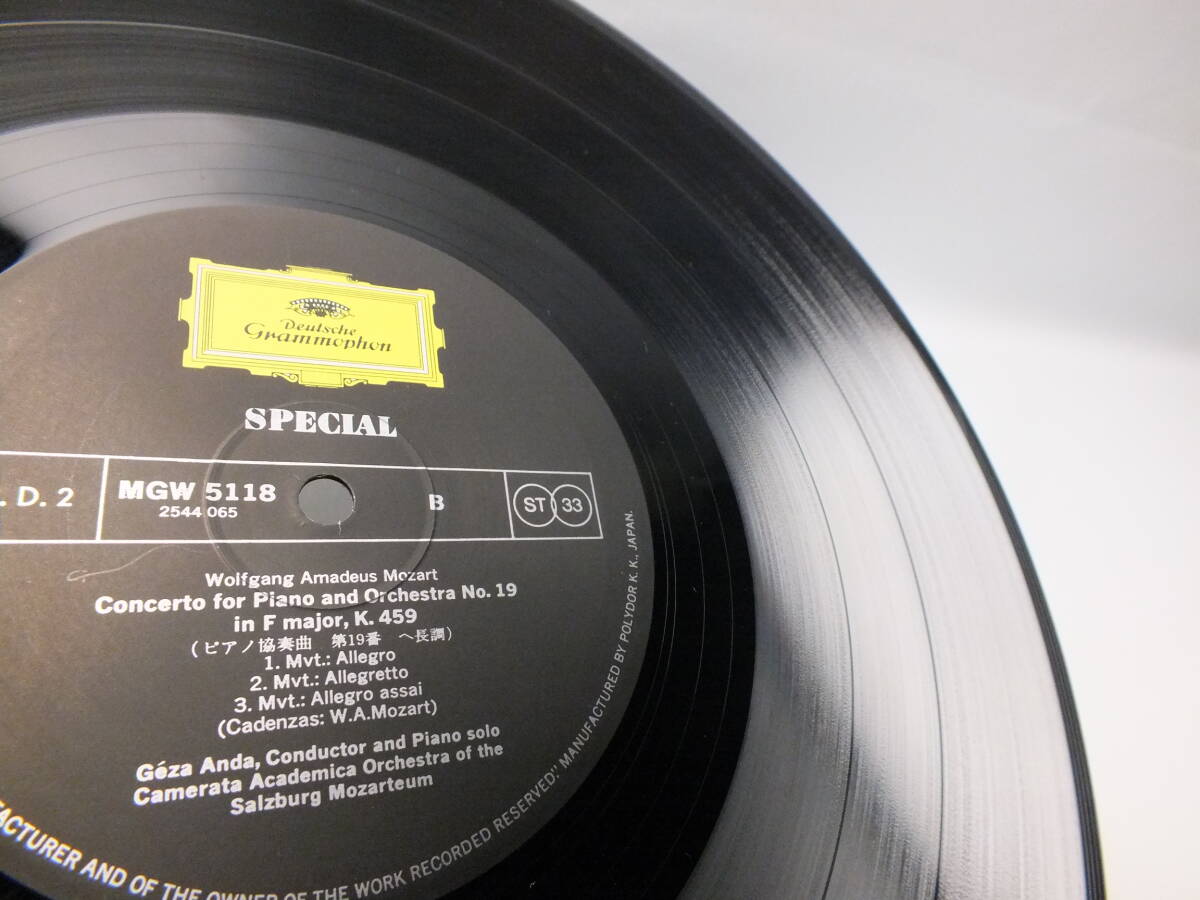 Deutsche
Grammophon
SPECIAL
. D. 2
MGW 5118
2544 065
B
ST 33
Wolfgang Amadeus Mozart
Concerto for Piano and Orchestra No. 19
in F major, K. 459
(ピアノ協奏曲 第19番 ヘ長調)
1. Mvt.: Allegro
2. Mvt.: Allegretto
3. Mvt.: Allegro assai
(Cadenzas: W.A.Mozart)
Géza Anda, Conductor and Piano solo
Camerata Academica Orchestra of the
Salzburg Mozarteum
FACTURER AND OF THE OWNER OF THE WORK RECORDED RESERVED." MANUFACTURED BY POLYDOR K. K., JAPAN.